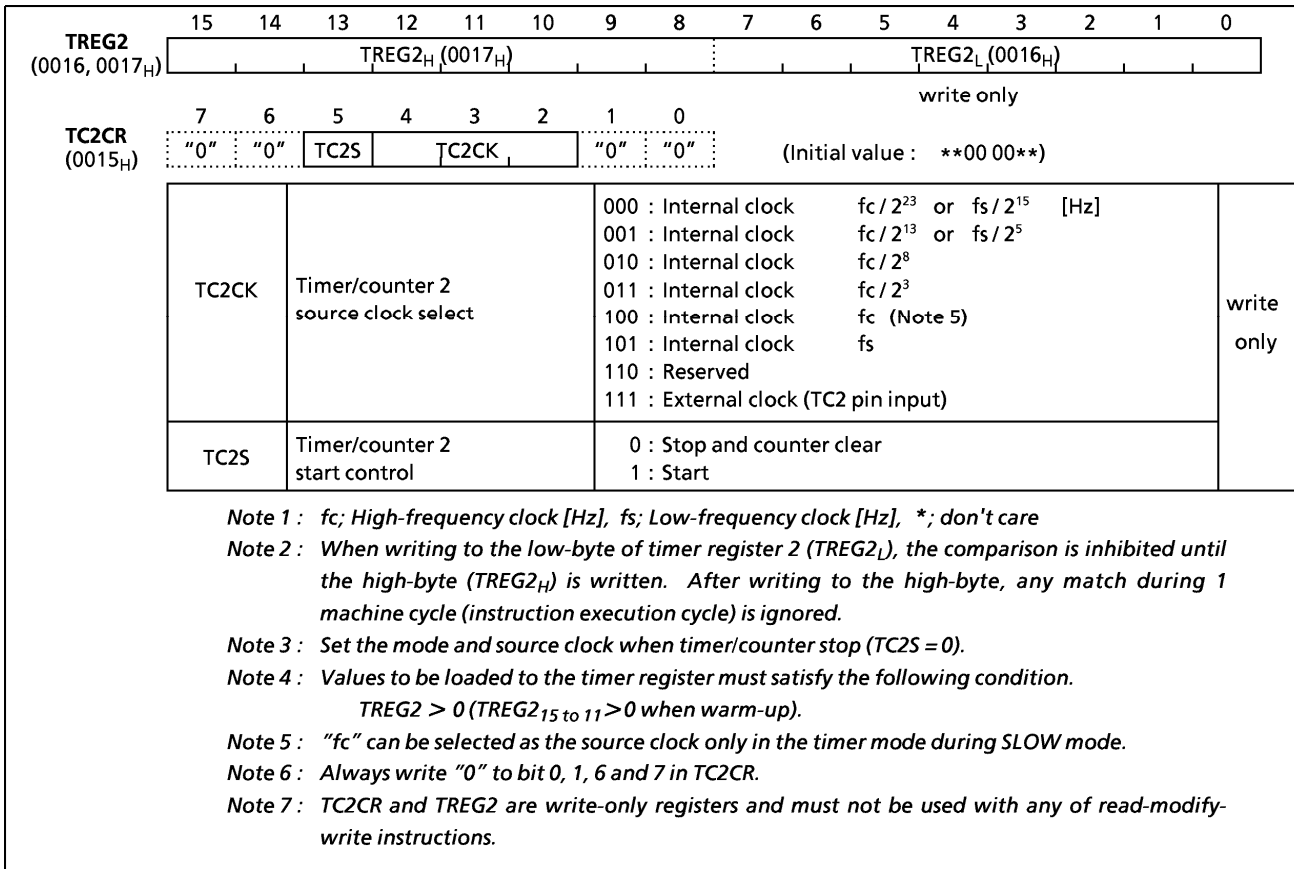 15 14 13 12 11 10 9 8 7 6 5 4 3 2 1 0
TREG2
(0016, 0017H) TREG2H (0017H) TREG2L (0016H)
write only
7 6 5 4 3 2 1 0
TC2CR
(0015H) "0" "0" TC2S TC2CK "0" "0" (Initial value : **00 00**)
000 : Internal clock fc / 2²³ or fs / 2¹⁵ [Hz]
001 : Internal clock fc / 2¹³ or fs / 2⁵
010 : Internal clock fc / 2⁸
TC2CK Timer/counter 2
source clock select
011 : Internal clock fc / 2³
100 : Internal clock fc (Note 5)
101 : Internal clock fs
110 : Reserved
111 : External clock (TC2 pin input)
write
only
TC2S Timer/counter 2
start control
0 : Stop and counter clear
1 : Start
Note 1 : fc; High-frequency clock [Hz], fs; Low-frequency clock [Hz], *; don't care
Note 2 : When writing to the low-byte of timer register 2 (TREG2L), the comparison is inhibited until
the high-byte (TREG2H) is written. After writing to the high-byte, any match during 1
machine cycle (instruction execution cycle) is ignored.
Note 3 : Set the mode and source clock when timer/counter stop (TC2S = 0).
Note 4 : Values to be loaded to the timer register must satisfy the following condition.
TREG2 > 0 (TREG2 15 to 11 > 0 when warm-up).
Note 5 : "fc" can be selected as the source clock only in the timer mode during SLOW mode.
Note 6 : Always write "0" to bit 0, 1, 6 and 7 in TC2CR.
Note 7 : TC2CR and TREG2 are write-only registers and must not be used with any of read-modify-
write instructions.